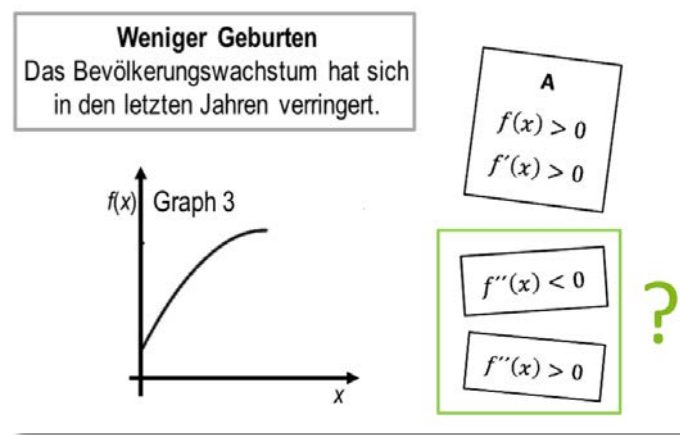 Weniger Geburten
Das Bevölkerungswachstum hat sich
in den letzten Jahren verringert.
A
f(x) > 0
f′(x) > 0
f(x) Graph 3
x
f′′(x) < 0
f′′(x) > 0
?